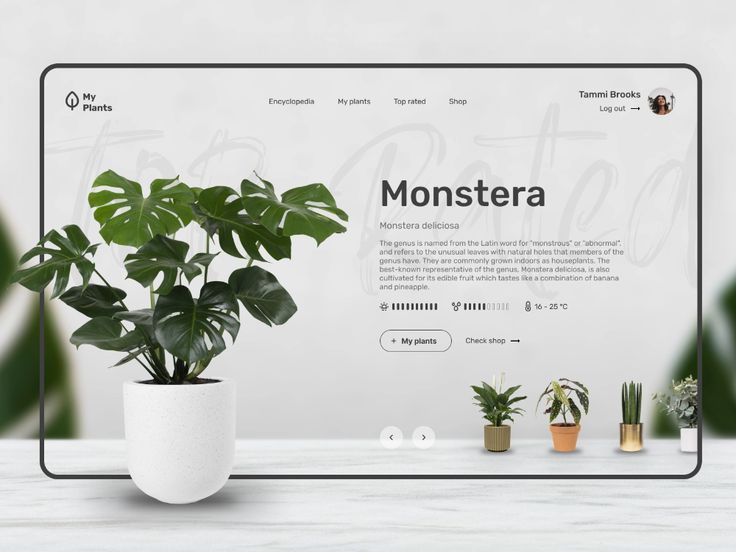 My
Plants
Encyclopedia
My plants
Top rated
Shop
Tammi Brooks
Log out
Top Rated
Monstera
Monstera deliciosa
The genus is named from the Latin word for "monstrous" or "abnormal",
and refers to the unusual leaves with natural holes that members of the
genus have. They are commonly grown indoors as houseplants. The
best-known representative of the genus, Monstera deliciosa, is also
cultivated for its edible fruit which tastes like a combination of banana
and pineapple.
16 - 25 °C
+ My plants
Check shop